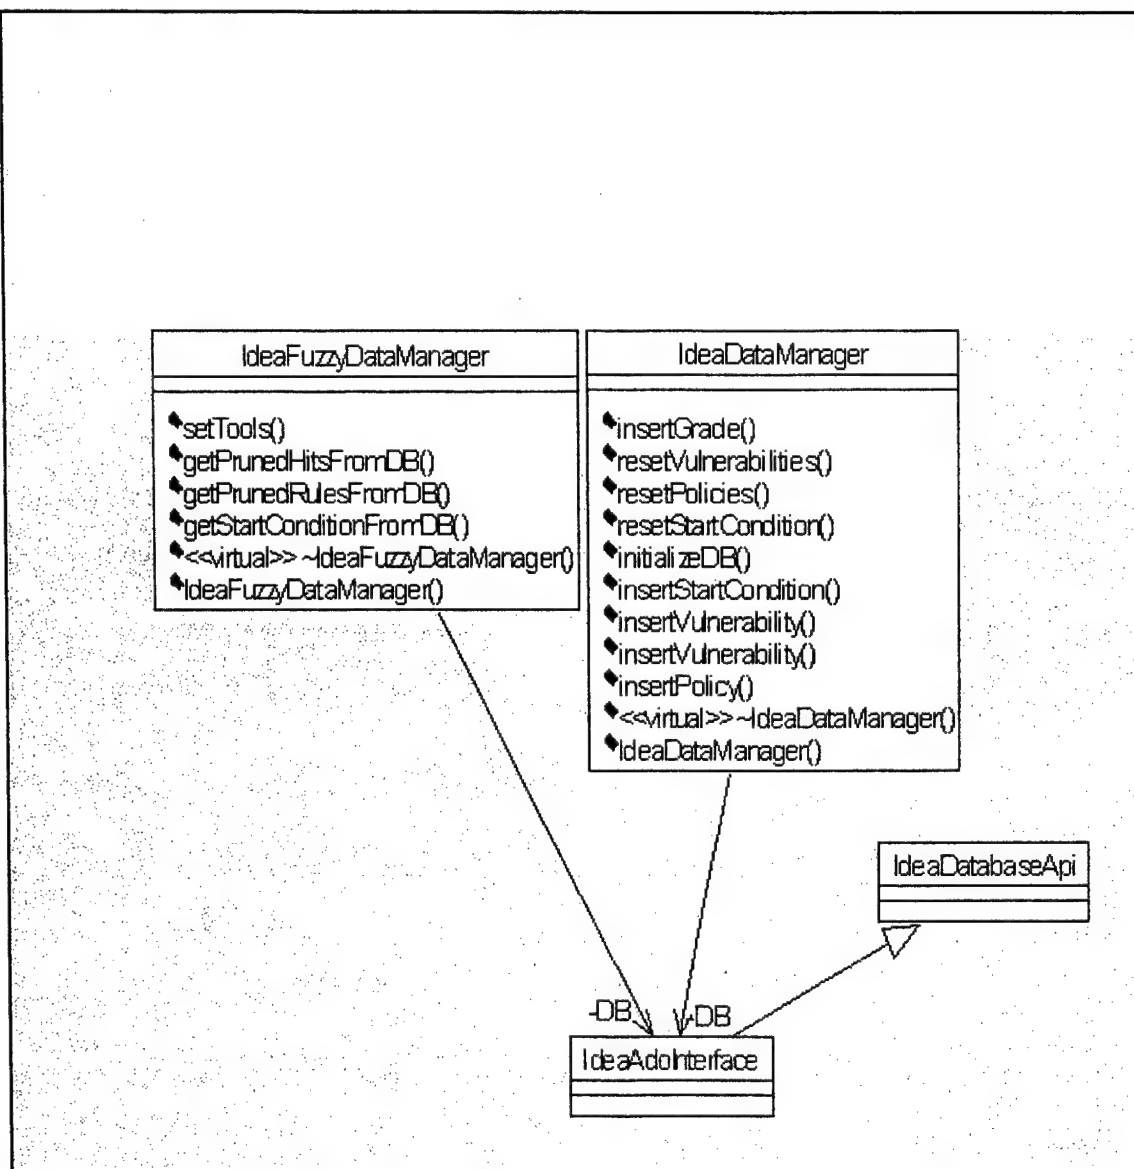 IdeaFuzzyDataManager
setTools()
getPrunedHitsFromDB()
getPrunedRulesFromDB()
getStartConditionFromDB()
<<virtual>> ~IdeaFuzzyDataManager()
IdeaFuzzyDataManager()
IdeaDataManager
insertGrade()
resetVulnerabilities()
resetPolicies()
resetStartCondition()
initializeDB()
insertStartCondition()
insertVulnerability()
insertVulnerability()
insertPolicy()
<<virtual>> ~IdeaDataManager()
IdeaDataManager()
IdeaDatabaseApi
-DB
-DB
IdeaAdoInterface